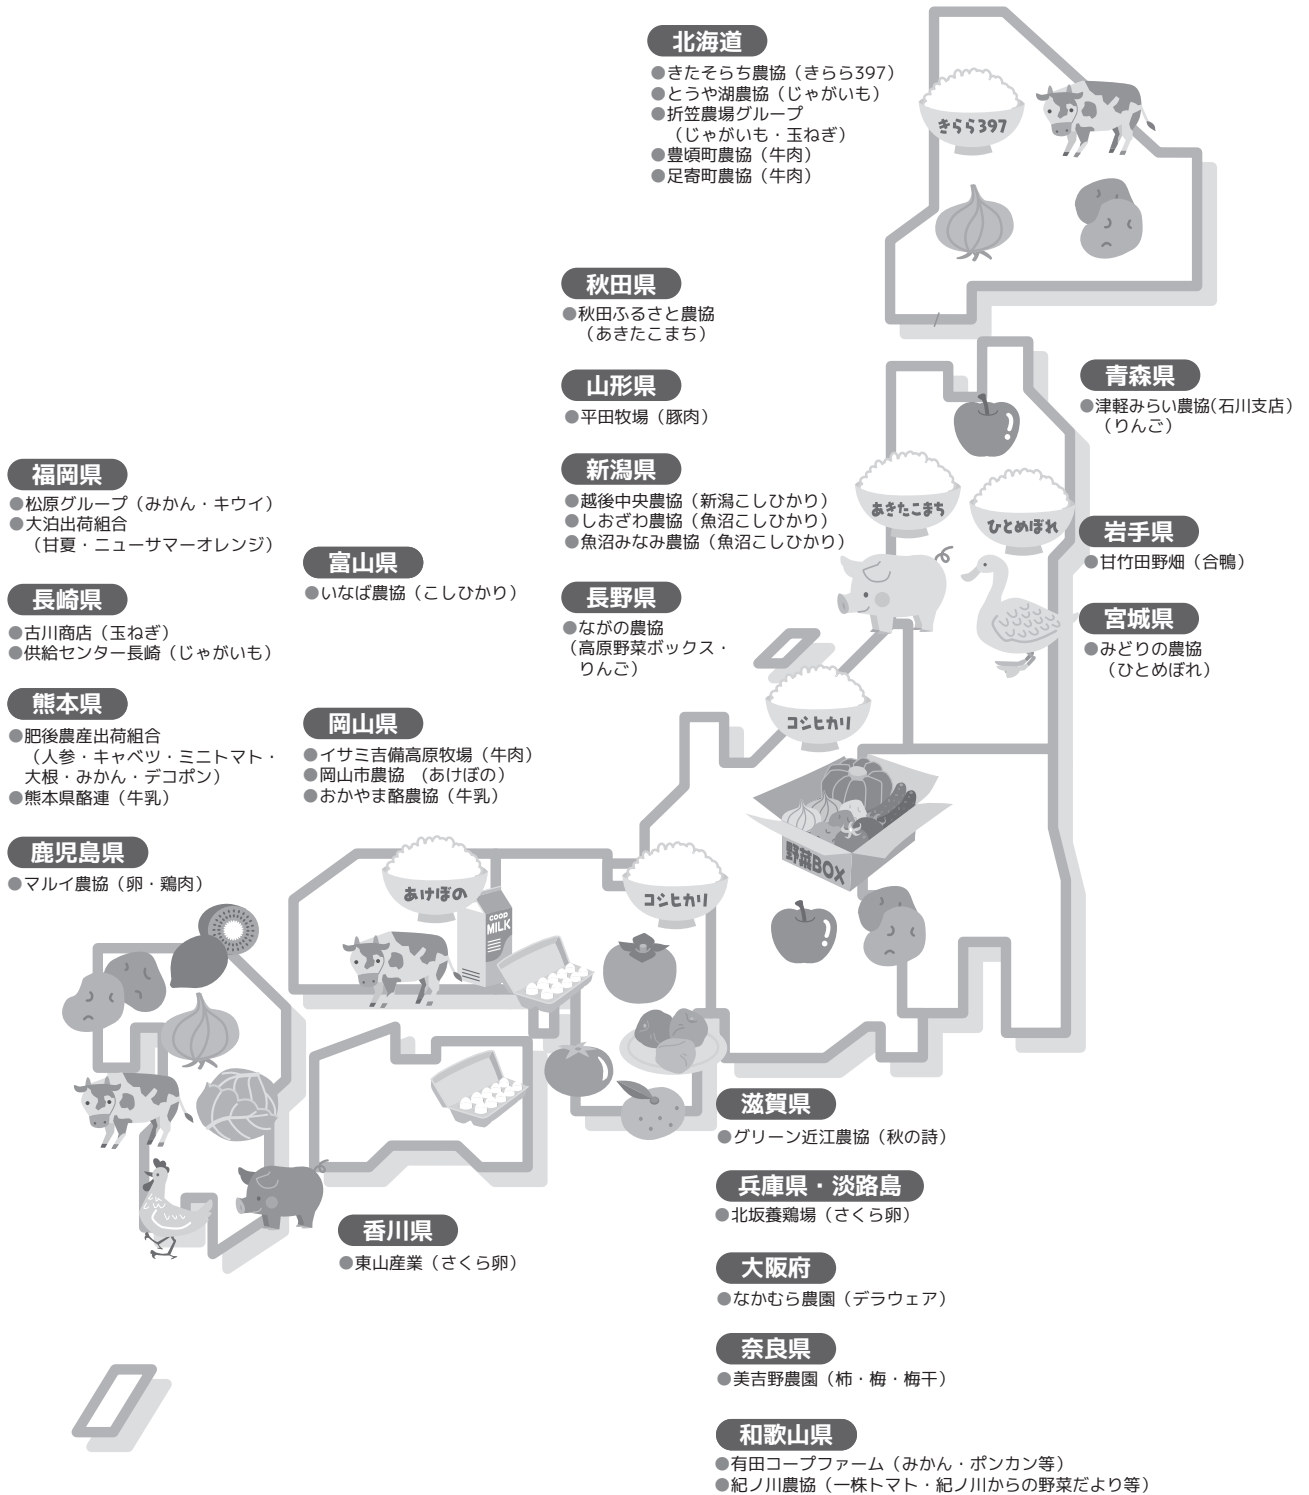 北海道
●きたそらち農協（きらら397）
●とうや湖農協（じゃがいも）
●折笠農場グループ
（じゃがいも・玉ねぎ）
●豊頃町農協（牛肉）
●足寄町農協（牛肉）
きらら397
秋田県
●秋田ふるさと農協
（あきたこまち）
山形県
●平田牧場（豚肉）
青森県
●津軽みらい農協（石川支店）
（りんご）
新潟県
●越後中央農協（新潟こしひかり）
●しおざわ農協（魚沼こしひかり）
●魚沼みなみ農協（魚沼こしひかり）
あきたこまち
ひとめぼれ
岩手県
●甘竹田野畑（合鴨）
宮城県
●みどりの農協
（ひとめぼれ）
長野県
●ながの農協
（高原野菜ボックス・
りんご）
コシヒカリ
福岡県
●松原グループ（みかん・キウイ）
●大泊出荷組合
（甘夏・ニューサマーオレンジ）
富山県
●いなば農協（こしひかり）
長崎県
●古川商店（玉ねぎ）
●供給センター長崎（じゃがいも）
熊本県
●肥後農産出荷組合
（人参・キャベツ・ミニトマト・
大根・みかん・デコポン）
●熊本県酪連（牛乳）
岡山県
●イサミ吉備高原牧場（牛肉）
●岡山市農協　（あけぼの）
●おかやま酪農協（牛乳）
鹿児島県
●マルイ農協（卵・鶏肉）
あけぼの
GOOD
MILK
コシヒカリ
野菜BOX
滋賀県
●グリーン近江農協（秋の詩）
兵庫県・淡路島
●北坂養鶏場（さくら卵）
香川県
●東山産業（さくら卵）
大阪府
●なかむら農園（デラウェア）
奈良県
●美吉野農園（柿・梅・梅干）
和歌山県
●有田コープファーム（みかん・ポンカン等）
●紀ノ川農協（一株トマト・紀ノ川からの野菜だより等）